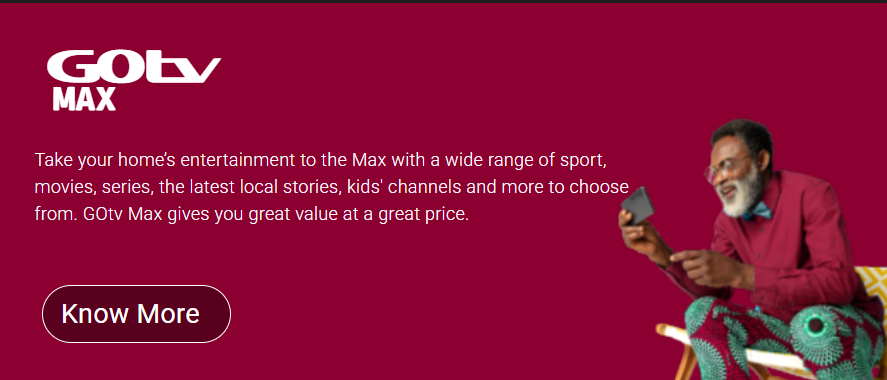 GOtv
MAX
Take your home’s entertainment to the Max with a wide range of sport,
movies, series, the latest local stories, kids' channels and more to choose
from. GOtv Max gives you great value at a great price.
Know More